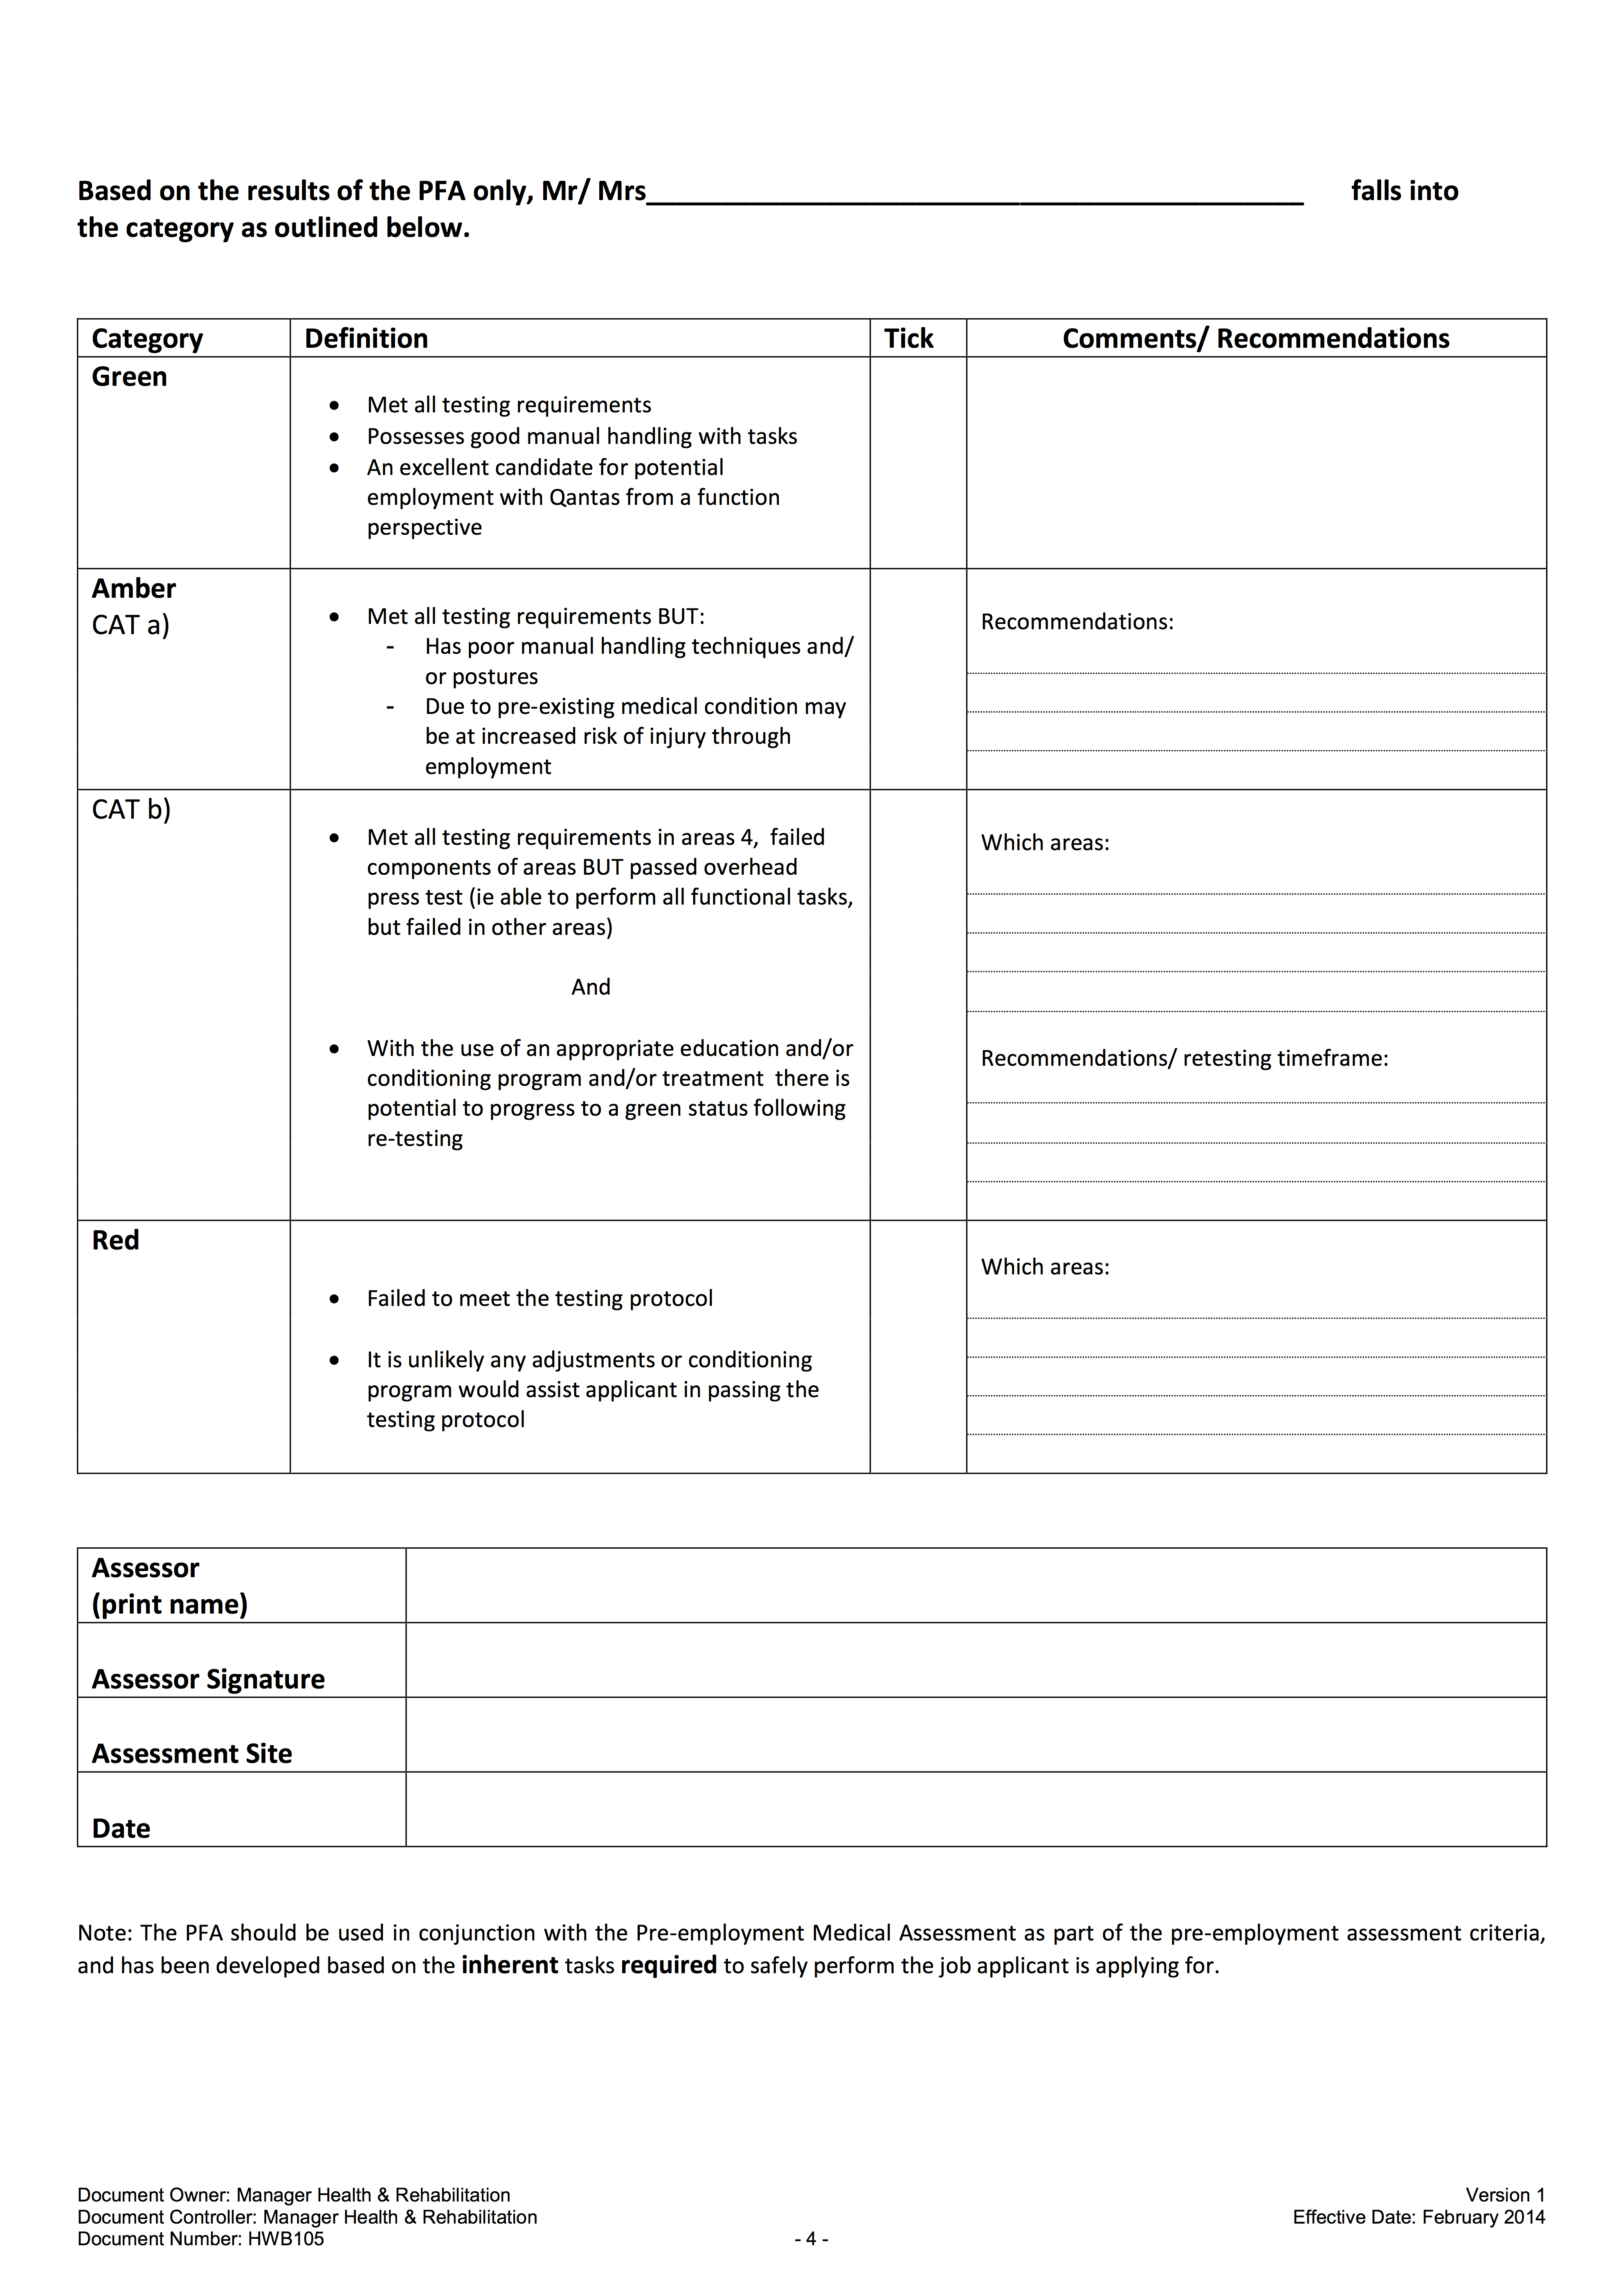 Based on the results of the PFA only, Mr/ Mrs____________________________________________ falls into
the category as outlined below.
Category Definition Tick Comments/ Recommendations
Green
• Met all testing requirements
• Possesses good manual handling with tasks
• An excellent candidate for potential
employment with Qantas from a function
perspective
Amber
CAT a)
• Met all testing requirements BUT:
- Has poor manual handling techniques and/
or postures
- Due to pre-existing medical condition may
be at increased risk of injury through
employment
Recommendations:
CAT b)
• Met all testing requirements in areas 4, failed
components of areas BUT passed overhead
press test (ie able to perform all functional tasks,
but failed in other areas)
And
• With the use of an appropriate education and/or
conditioning program and/or treatment there is
potential to progress to a green status following
re-testing
Which areas:
Recommendations/ retesting timeframe:
Red
• Failed to meet the testing protocol
• It is unlikely any adjustments or conditioning
program would assist applicant in passing the
testing protocol
Which areas:
Assessor
(print name)
Assessor Signature
Assessment Site
Date
Note: The PFA should be used in conjunction with the Pre-employment Medical Assessment as part of the pre-employment assessment criteria,
and has been developed based on the inherent tasks required to safely perform the job applicant is applying for.
Document Owner: Manager Health & Rehabilitation Version 1
Document Controller: Manager Health & Rehabilitation Effective Date: February 2014
Document Number: HWB105 - 4 -